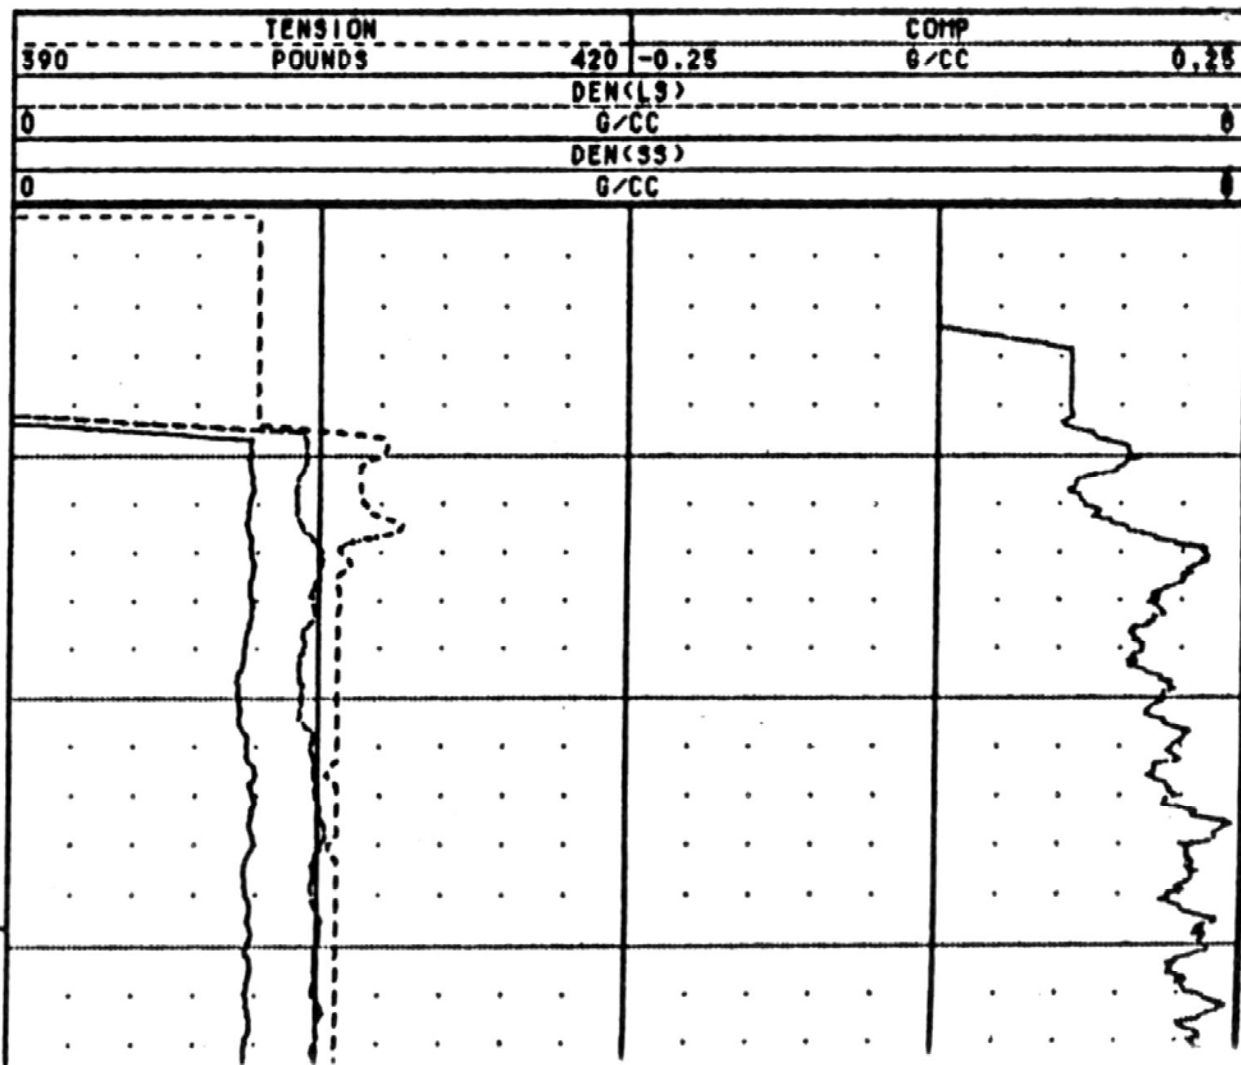 TENSION COMP
390 POUNDS 420 -0.25 G/CC 0.25
DEN(LS)
0 G/CC
DEN(SS)
0 G/CC